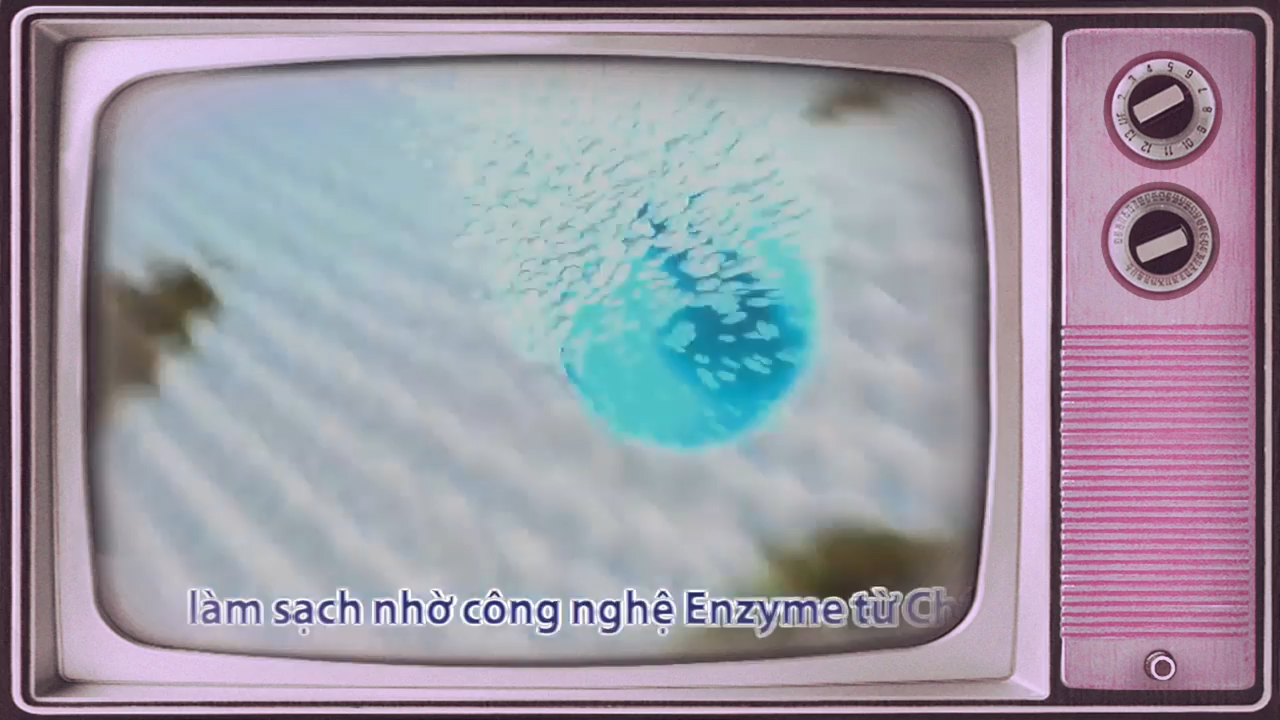 làm sạch nhờ công nghệ Enzyme từ